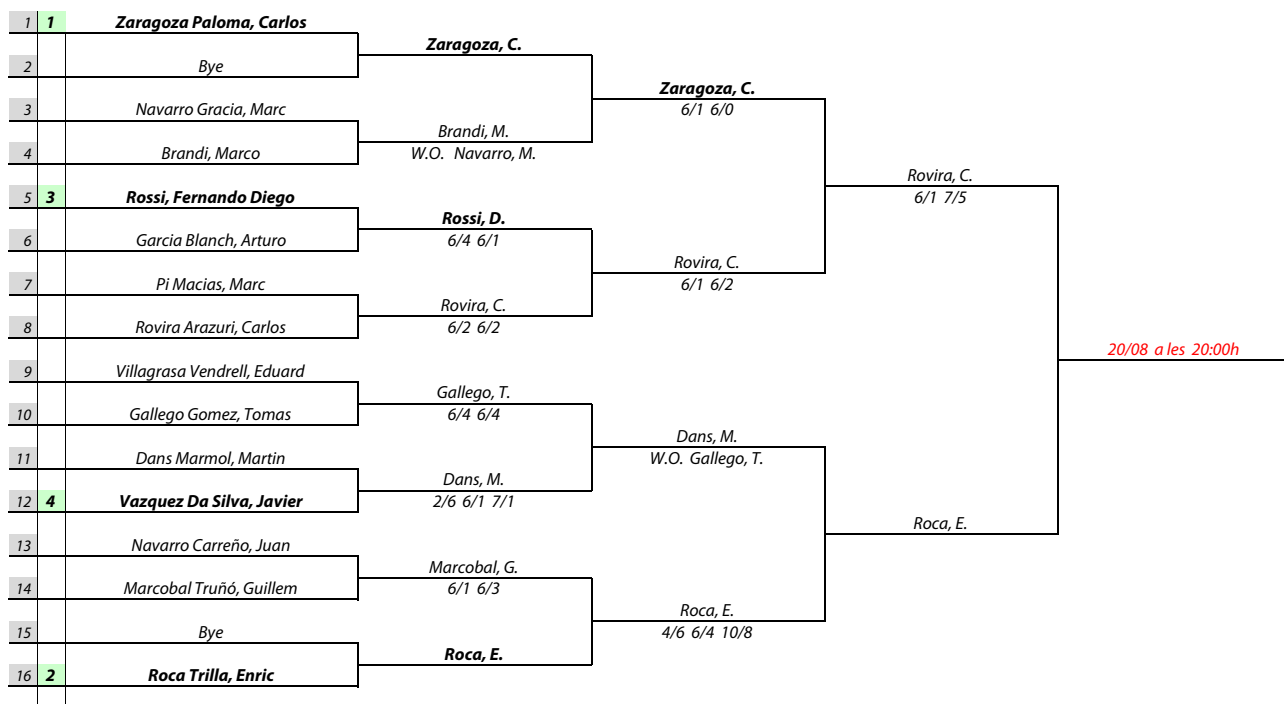 1 1 Zaragoza Paloma, Carlos
Zaragoza, C.
2 Bye
Zaragoza, C.
6/1 6/0
3 Navarro Gracia, Marc
Brandi, M.
W.O. Navarro, M.
4 Brandi, Marco
Rovira, C.
6/1 7/5
5 3 Rossi, Fernando Diego
Rossi, D.
6/4 6/1
6 Garcia Blanch, Arturo
Rovira, C.
6/1 6/2
7 Pi Macias, Marc
Rovira, C.
6/2 6/2
8 Rovira Arazuri, Carlos
20/08 a les 20:00h
9 Villagrasa Vendrell, Eduard
Gallego, T.
6/4 6/4
10 Gallego Gomez, Tomas
Dans, M.
W.O. Gallego, T.
11 Dans Marmol, Martin
Dans, M.
2/6 6/1 7/1
12 4 Vazquez Da Silva, Javier
Roca, E.
13 Navarro Carreño, Juan
Marcobal, G.
6/1 6/3
14 Marcobal Truñó, Guillem
Roca, E.
4/6 6/4 10/8
15 Bye
Roca, E.
16 2 Roca Trilla, Enric